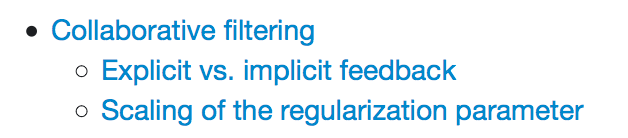 Collaborative filtering
Explicit vs. implicit feedback
Scaling of the regularization parameter